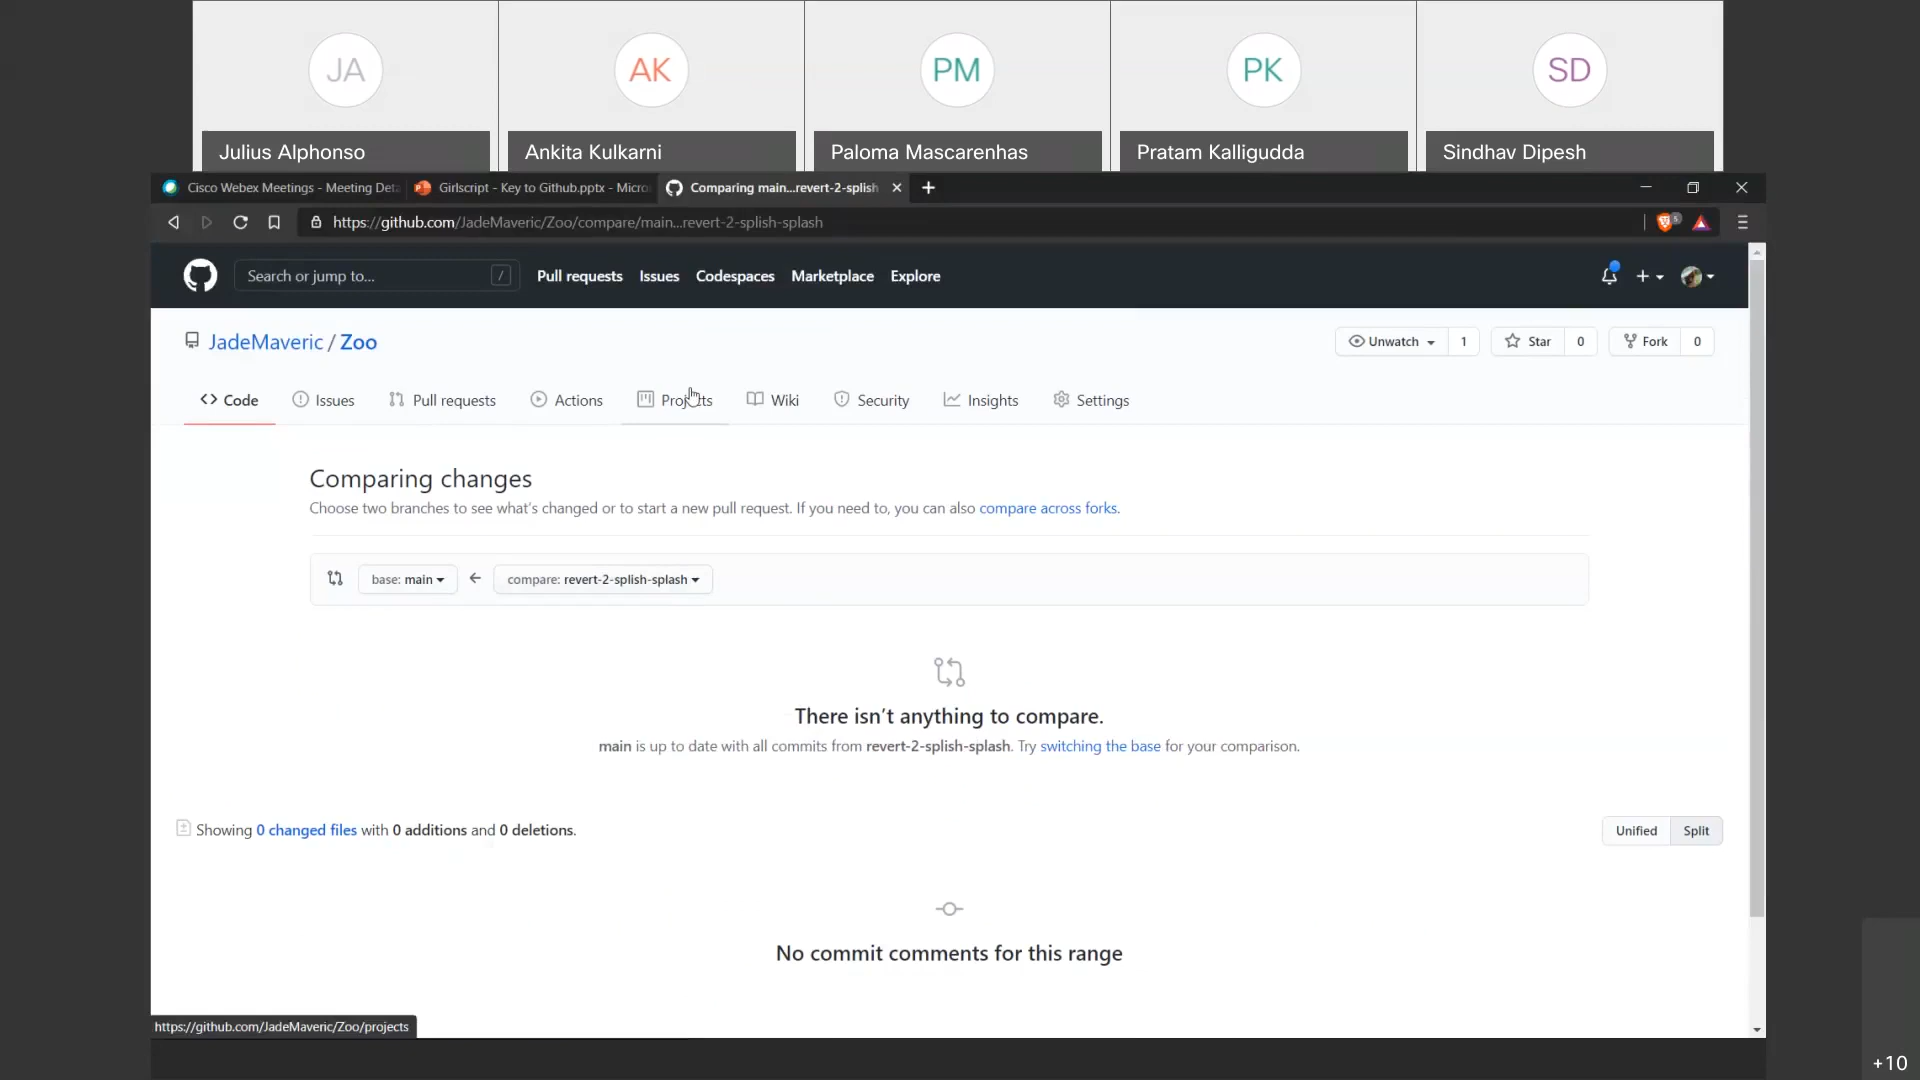 JA
AK
PM
PK
SD
Julius Alphonso
Ankita Kulkarni
Paloma Mascarenhas
Pratam Kalligudda
Sindhav Dipesh
Cisco Webex Meetings - Meeting Deta
Girlscript - Key to Github.pptx - Micro
Comparing main...revert-2-splish
https://github.com/JadeMaveric/Zoo/compare/main...revert-2-splish-splash
5
Search or jump to...
/
Pull requests
Issues
Codespaces
Marketplace
Explore
JadeMaveric / Zoo
Unwatch
1
Star
0
Fork
0
Code
Issues
Pull requests
Actions
Projects
Wiki
Security
Insights
Settings
Comparing changes
Choose two branches to see what's changed or to start a new pull request. If you need to, you can also compare across forks.
base: main
compare: revert-2-splish-splash
There isn't anything to compare.
main is up to date with all commits from revert-2-splish-splash. Try switching the base for your comparison.
Showing 0 changed files with 0 additions and 0 deletions.
Unified
Split
No commit comments for this range
https://github.com/JadeMaveric/Zoo/projects
+10